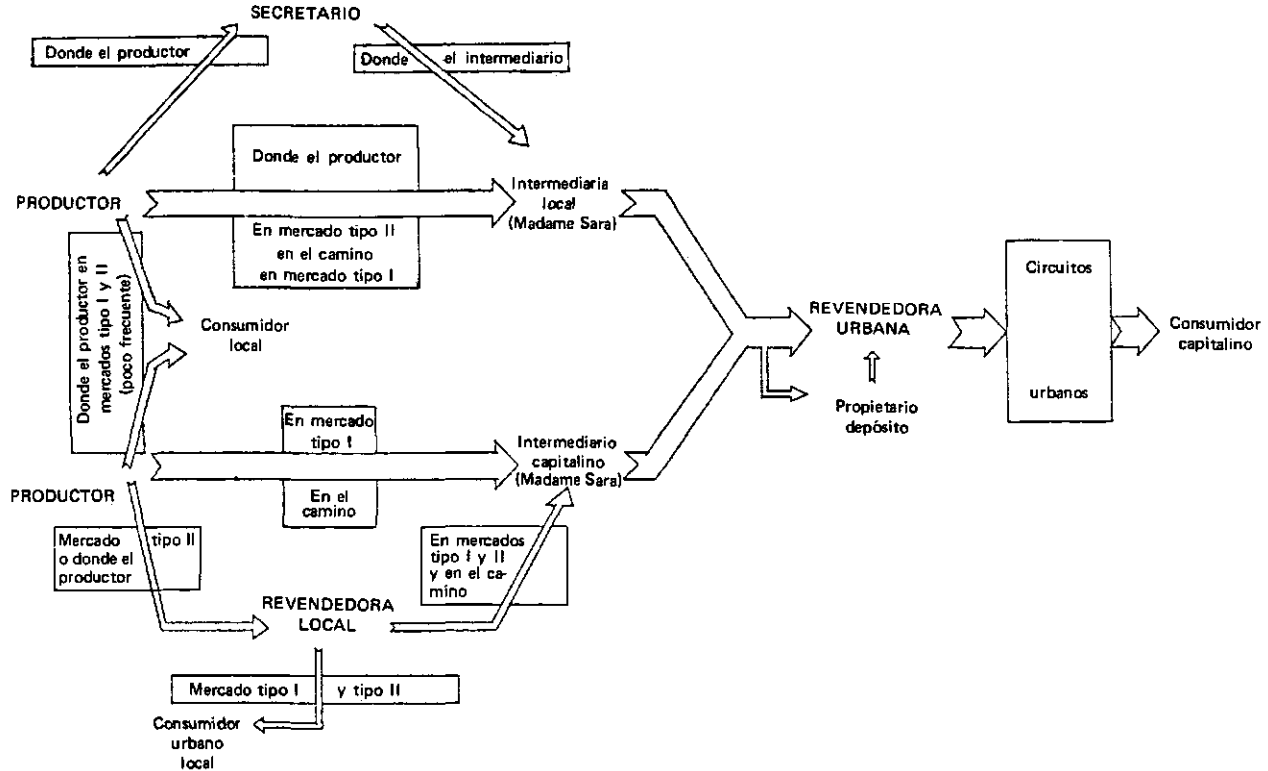 SECRETARIO
Donde el productor
Donde el intermediario
Donde el productor
PRODUCTOR
Intermediaria
local
(Madame Sara)
En mercado tipo II
en el camino
en mercado tipo I
Donde el productor en
mercados tipo I y II
(poco frecuente)
Consumidor
local
REVENDEDORA
URBANA
Circuitos
urbanos
Consumidor
capitalino
Propietario
depósito
En mercado
tipo I
Intermediario
capitalino
(Madame Sara)
PRODUCTOR
En el
camino
Mercado tipo II
o donde el
productor
En mercados
tipo I y II
y en el ca-
mino
REVENDEDORA
LOCAL
Mercado tipo I y tipo II
Consumidor
urbano
local